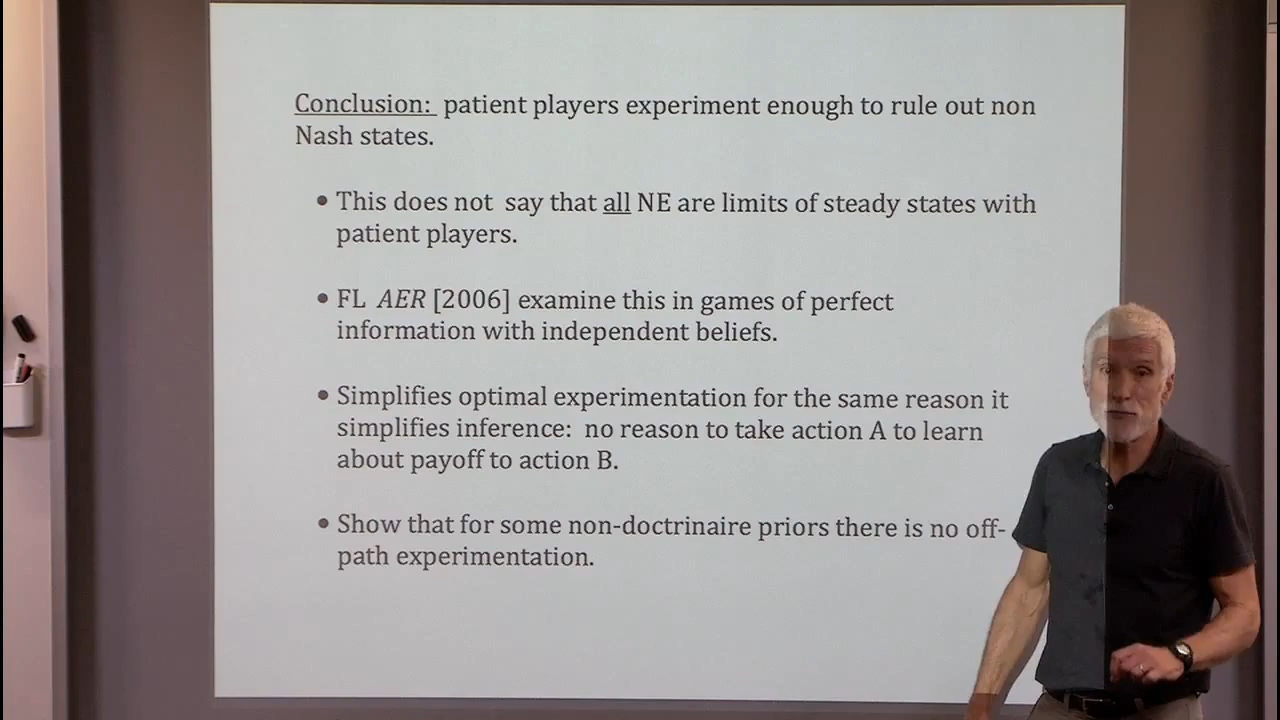 Conclusion: patient players experiment enough to rule out non
Nash states.
• This does not say that all NE are limits of steady states with
patient players.
• FL AER [2006] examine this in games of perfect
information with independent beliefs.
• Simplifies optimal experimentation for the same reason it
simplifies inference: no reason to take action A to learn
about payoff to action B.
• Show that for some non-doctrinaire priors there is no off-
path experimentation.